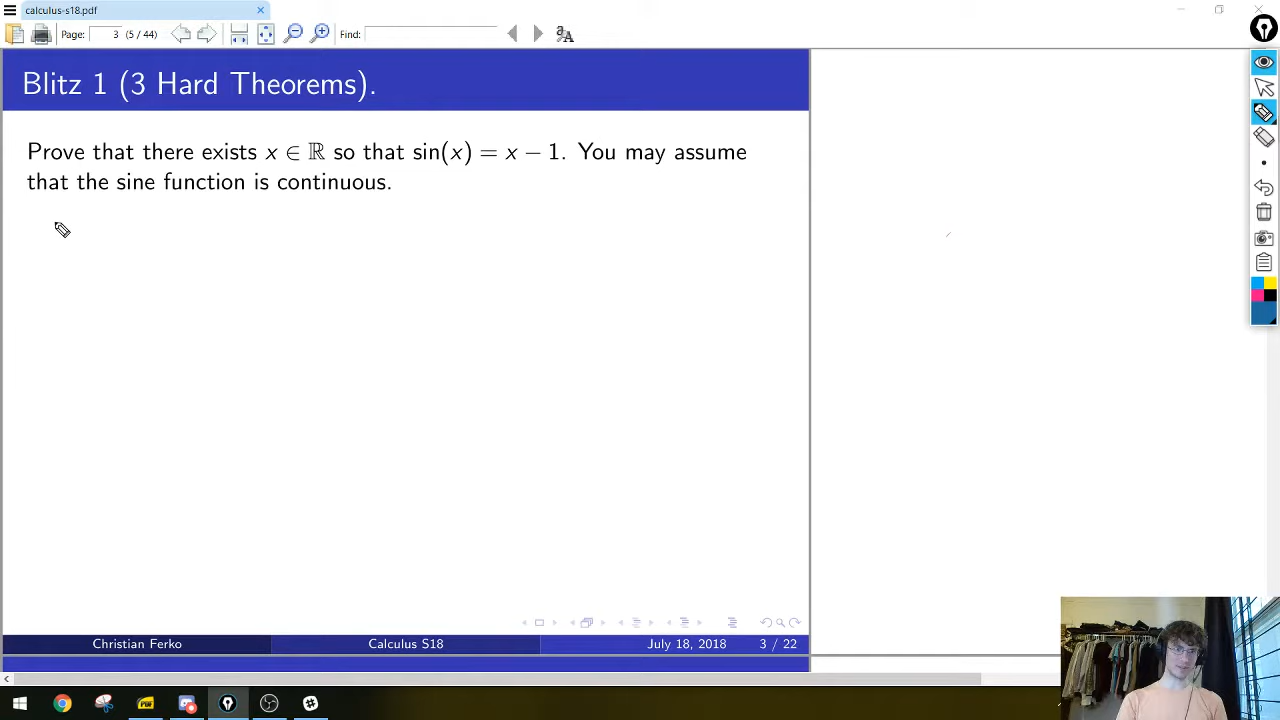 calculus-s18.pdf
Page: 3 (5 / 44) Find:
Blitz 1 (3 Hard Theorems).
Prove that there exists x ∈ ℝ so that sin(x) = x − 1. You may assume
that the sine function is continuous.
Christian Ferko Calculus S18 July 18, 2018 3 / 22